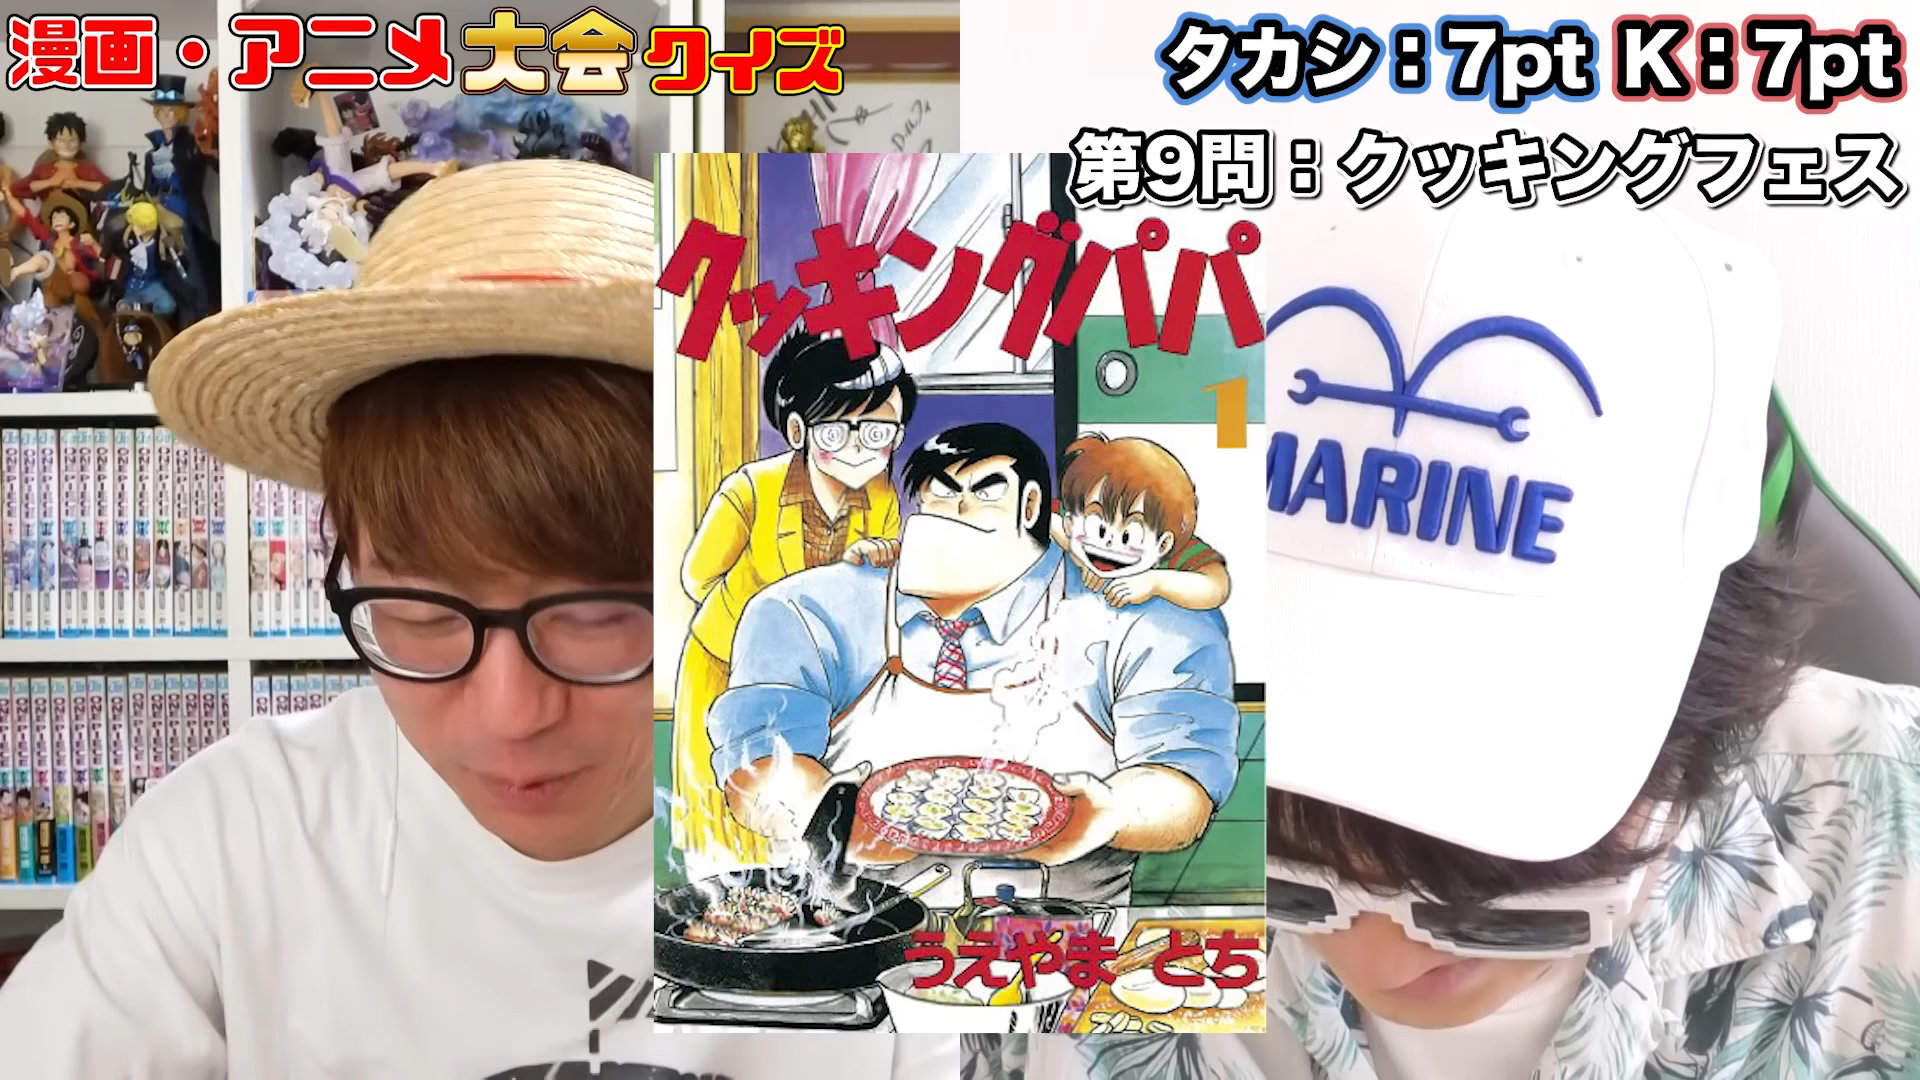 漫画・アニメ大会クイズ
タカシ：7pt K：7pt
第9問：クッキングフェス
クッキングパパ
1
MARINE
うえやま とち